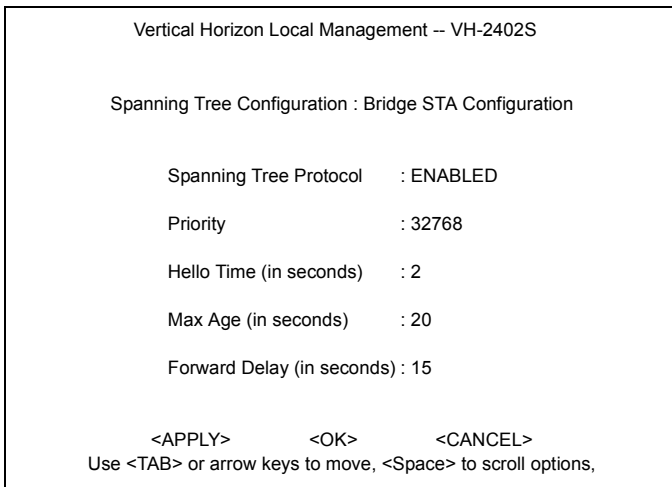 Vertical Horizon Local Management -- VH-2402S
Spanning Tree Configuration : Bridge STA Configuration
Spanning Tree Protocol : ENABLED
Priority : 32768
Hello Time (in seconds) : 2
Max Age (in seconds) : 20
Forward Delay (in seconds) : 15
<APPLY> <OK> <CANCEL>
Use <TAB> or arrow keys to move, <Space> to scroll options,